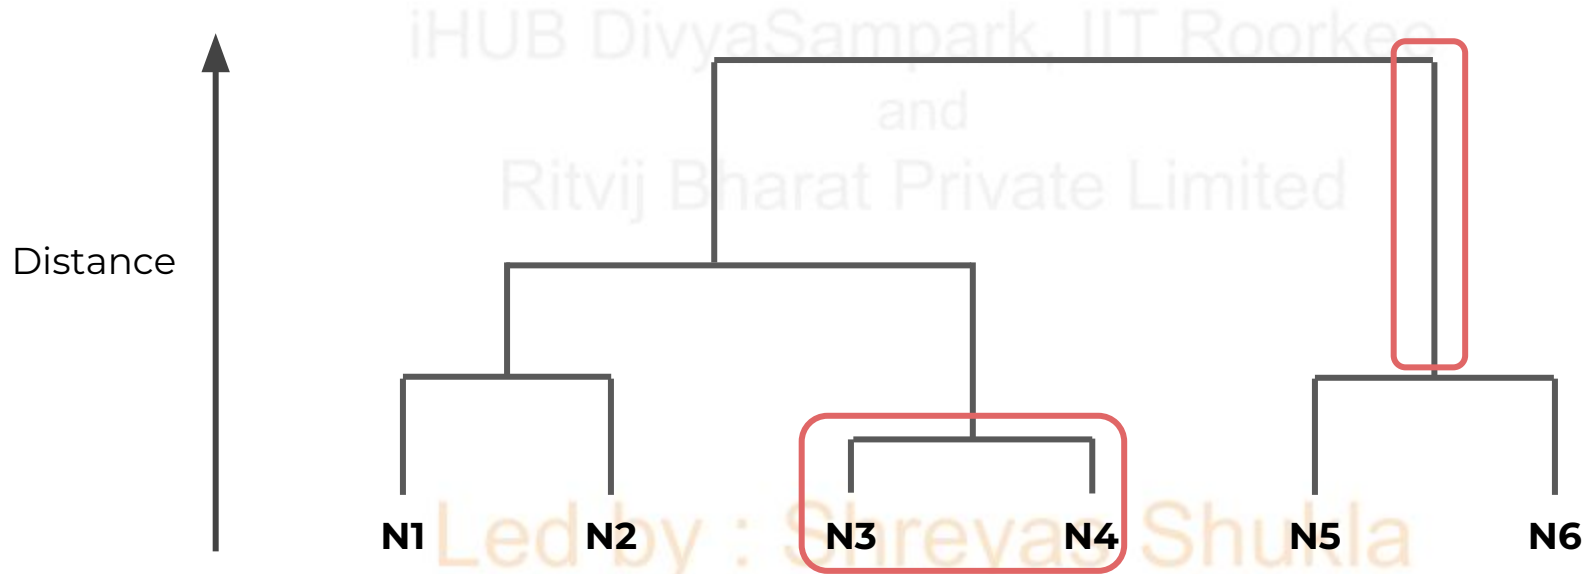 iHUB DivyaSampark, IIT Roorkee
and
Ritvij Bharat Private Limited
Distance
N1 N2 N3 N4 N5 N6
Led by : Shreyas Shukla